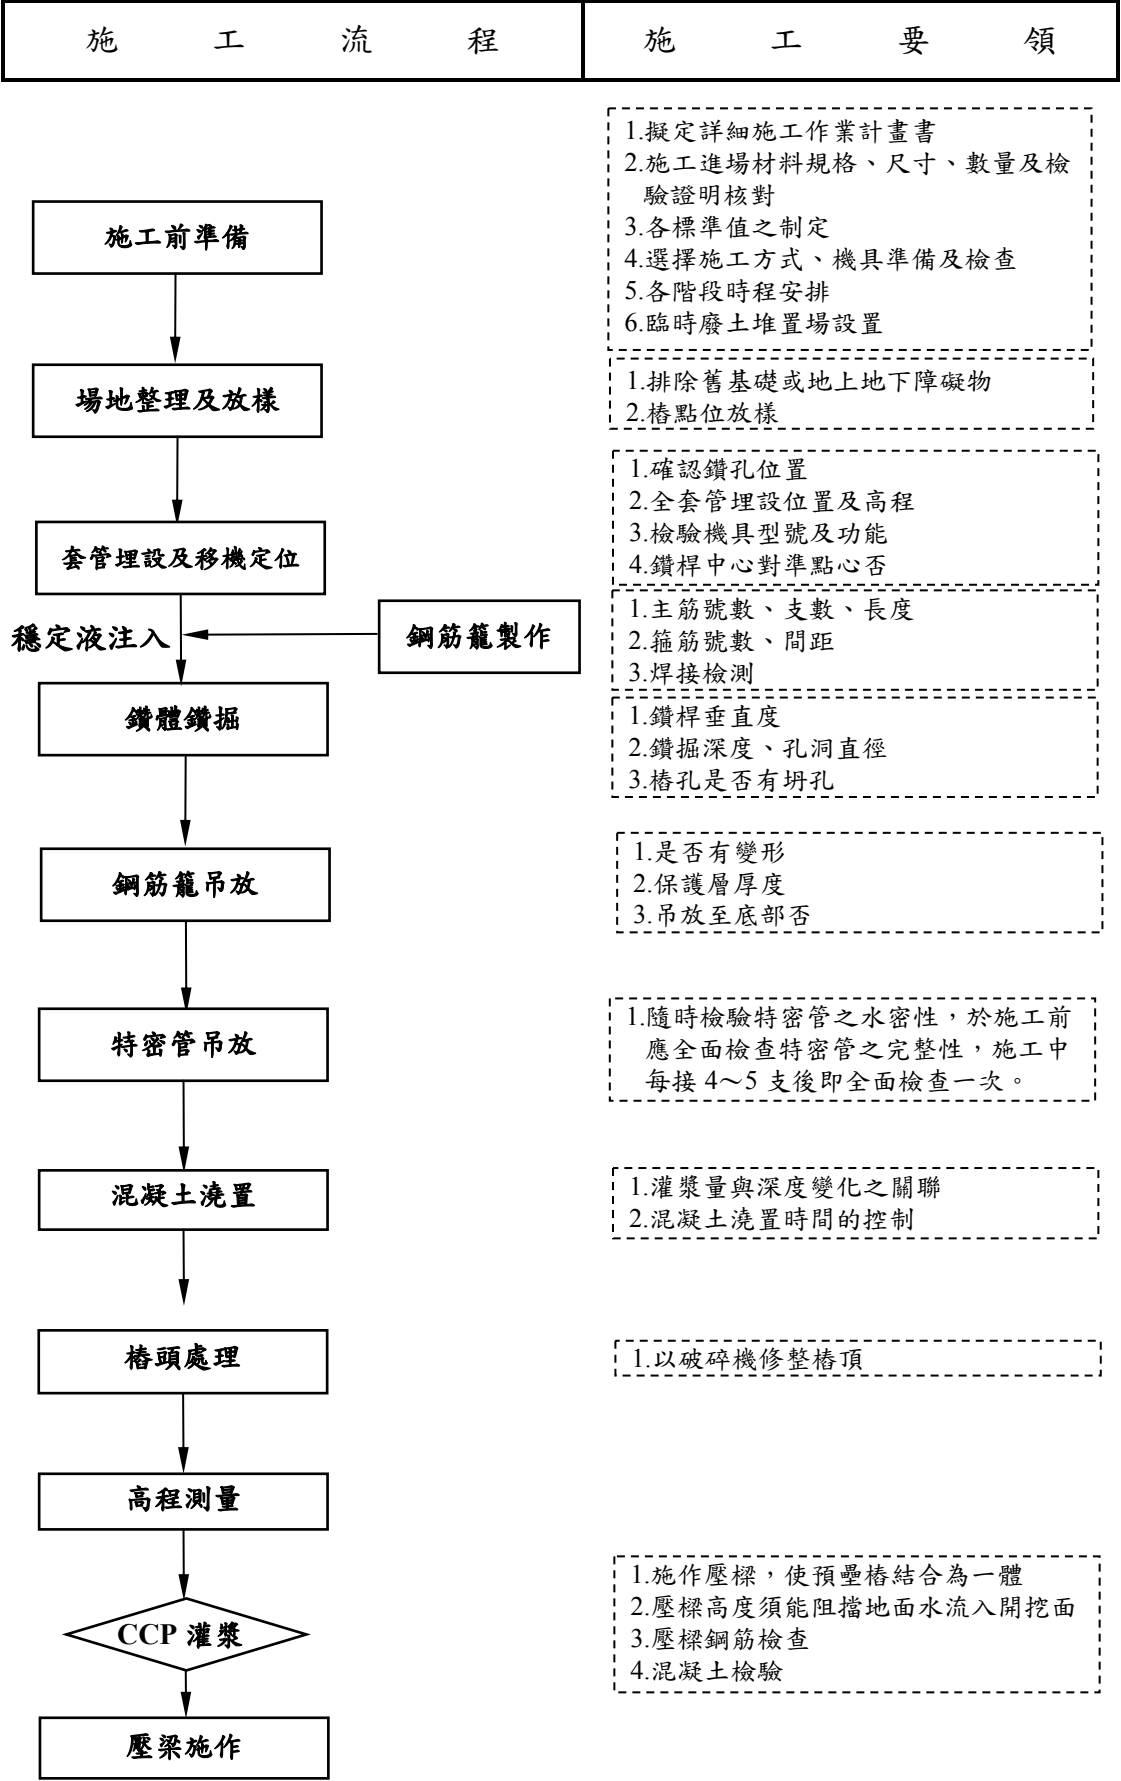 施工流程
施工要領
施工前準備
1.擬定詳細施工作業計畫書
2.施工進場材料規格、尺寸、數量及檢
驗證明核對
3.各標準值之制定
4.選擇施工方式、機具準備及檢查
5.各階段時程安排
6.臨時廢土堆置場設置
場地整理及放樣
1.排除舊基礎或地上地下障礙物
2.樁點位放樣
套管埋設及移機定位
1.確認鑽孔位置
2.全套管埋設位置及高程
3.檢驗機具型號及功能
4.鑽桿中心對準點心否
穩定液注入
鋼筋籠製作
1.主筋號數、支數、長度
2.箍筋號數、間距
3.焊接檢測
鑽體鑽掘
1.鑽桿垂直度
2.鑽掘深度、孔洞直徑
3.樁孔是否有坍孔
鋼筋籠吊放
1.是否有變形
2.保護層厚度
3.吊放至底部否
特密管吊放
1.隨時檢驗特密管之水密性，於施工前
應全面檢查特密管之完整性，施工中
每接 4～5 支後即全面檢查一次。
混凝土澆置
1.灌漿量與深度變化之關聯
2.混凝土澆置時間的控制
樁頭處理
1.以破碎機修整樁頂
高程測量
CCP 灌漿
1.施作壓樑，使預壘樁結合為一體
2.壓樑高度須能阻擋地面水流入開挖面
3.壓樑鋼筋檢查
4.混凝土檢驗
壓梁施作